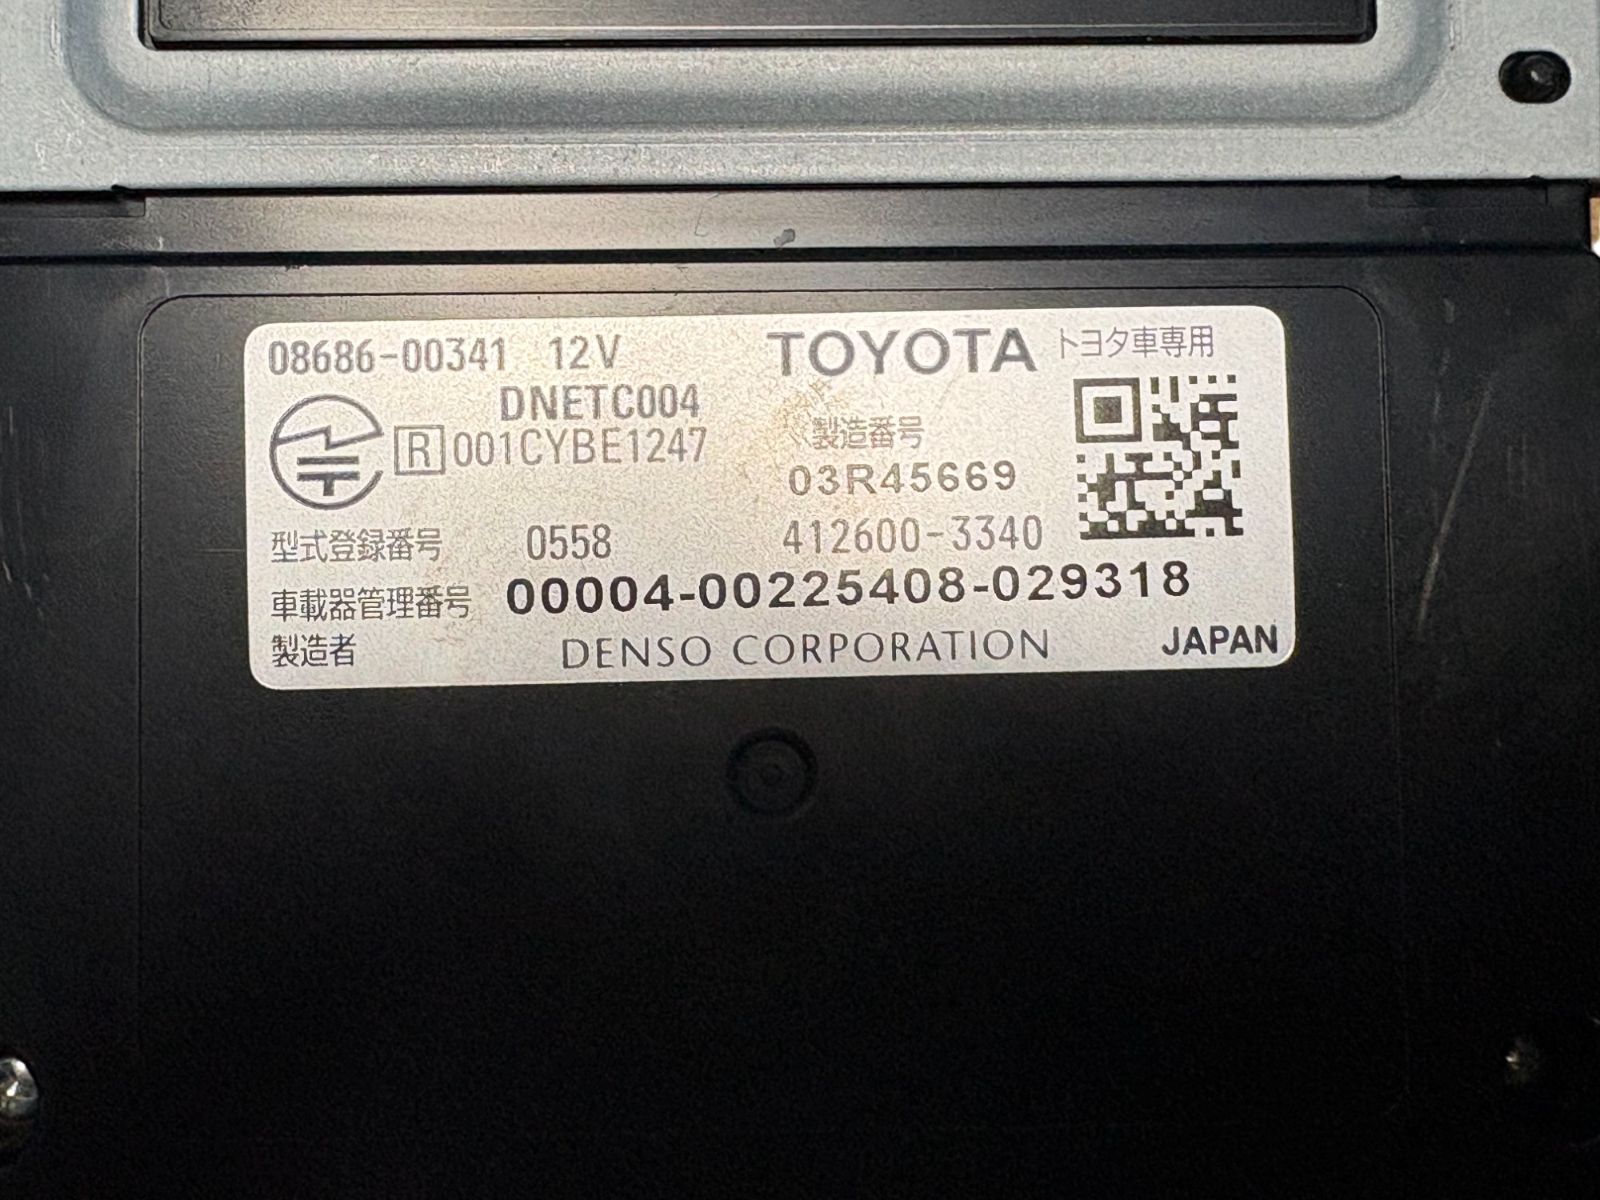 08686-00341 12V
TOYOTA トヨタ車専用
DNETC004
R 001CYBE1247
製造番号
03R45669
型式登録番号 0558
412600-3340
車載器管理番号 00004-00225408-029318
製造者 DENSO CORPORATION JAPAN